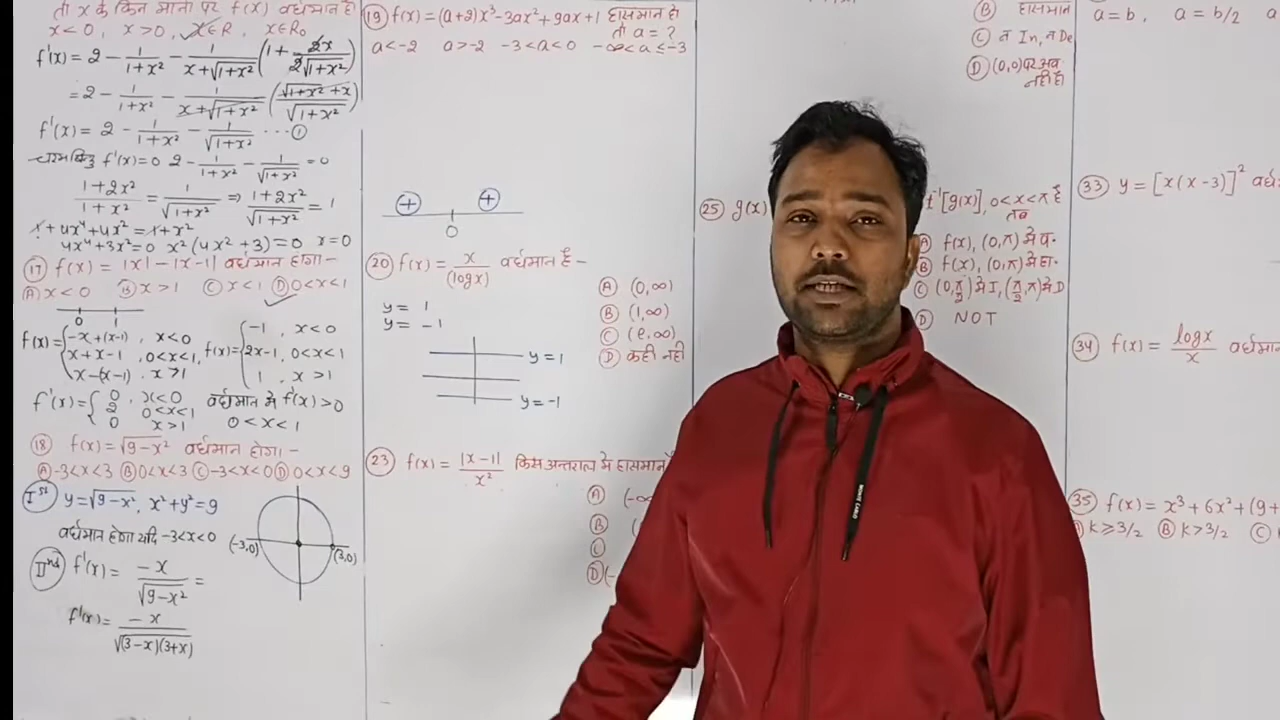 तो x के किन मानों पर f(x) वर्धमान है
x<0, x>0, x∈R, x∈R₀
f'(x) = 2 - 1/(1+x²) - 1/(x+√(1+x²)) (1 + 2x/(2√(1+x²)))
= 2 - 1/(1+x²) - 1/(x+√(1+x²)) ((√(1+x²)+x)/√(1+x²))
f'(x) = 2 - 1/(1+x²) - 1/√(1+x²) ... ①
f'(x)=0 2 - 1/(1+x²) - 1/√(1+x²) = 0
(1+2x²)/(1+x²) = 1/√(1+x²) ⇒ (1+2x²)/√(1+x²) = 1
x + 4x⁴ + 4x² = x + x²
4x⁴+3x²=0 x²(4x²+3)=0 x=0
⑰ f(x) = |x| - |x-1| वर्धमान होगा -
Ⓐ x<0 Ⓑ x>1 Ⓒ x<1 Ⓓ 0<x<1
0 1
f(x) = { -x+(x-1), x<0
x+x-1, 0<x<1,
x-(x-1), x>1
f(x) = { -1, x<0
2x-1, 0<x<1
1, x>1
f'(x) = { 0, x<0
2 0<x<1
0 x>1
वर्धमान में f'(x)>0
0<x<1
⑱ f(x) = √(9-x²) वर्धमान होगा -
Ⓐ -3<x<3 Ⓑ 0<x<3 Ⓒ -3<x<0 Ⓓ 0<x<9
Ist y=√(9-x²), x²+y²=9
वर्धमान होगा यदि -3<x<0
(-3,0) (3,0)
IInd f'(x) = -x/√(9-x²) =
f'(x) = -x/√((3-x)(3+x))
⑲ f(x) = (a+2)x³-3ax²+9ax+1 हासमान हो
तो a = ?
a<-2 a>-2 -3<a<0 -∞<a≤-3
+ +
0
⑳ f(x) = x/(logx) वर्धमान है -
Ⓐ (0,∞)
Ⓑ (1,∞)
Ⓒ (e,∞)
Ⓓ कहीं नहीं
y = 1
y = -1
y=1
y=-1
㉓ f(x) = |x-1|/x² किस अन्तराल में हासमान है
Ⓐ (-∞
Ⓑ (
Ⓒ
Ⓓ (-
Ⓑ हासमान
Ⓒ न In, न De
Ⓓ (0,0) पर अव.
नहीं है
㉕ g(x)
[g(x)], 0<x<π है
तब
Ⓐ f(x), (0,π) में व.
Ⓑ f(x), (0,π) में हा.
Ⓒ (0,π/2) में I, (π/2,π) में D
Ⓓ NOT
a=b, a=b/2 a
㉝ y = [x(x-3)]² वर्ध
㉞ f(x) = logx/x वर्धमान
㉟ f(x) = x³+6x²+(9+
Ⓐ k≥3/2 Ⓑ k>3/2 Ⓒ
MONTE CARLO